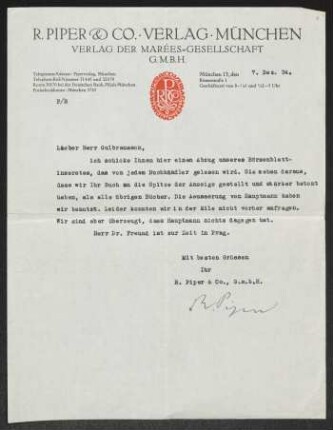 R. PIPER & CO. · VERLAG · MÜNCHEN
VERLAG DER MARÉES-GESELLSCHAFT
G.M.B.H.
München 13, den 7. Dez. 24.
RP&CO
P/R
Lieber Herr Gulbransson,
Ich schicke Ihnen hier einen Abzug unseres Börsenblatt-
inserates, das von jedem Buchhändler gelesen wird. Sie sehen daraus,
dass wir Ihr Buch an die Spitze der Anzeige gestellt und stärker betont
haben, als alle übrigen Bücher. Die Aeusserung von Hauptmann haben
wir benutzt. Leider konnten wir in der Eile nicht vorher anfragen.
Wir sind aber überzeugt, dass Hauptmann nichts dagegen hat.
Herr Dr. Freund ist zur Zeit in Prag.
Mit besten Grüssen
Ihr
R. Piper & Co., G.m.b.H.
R. Piper